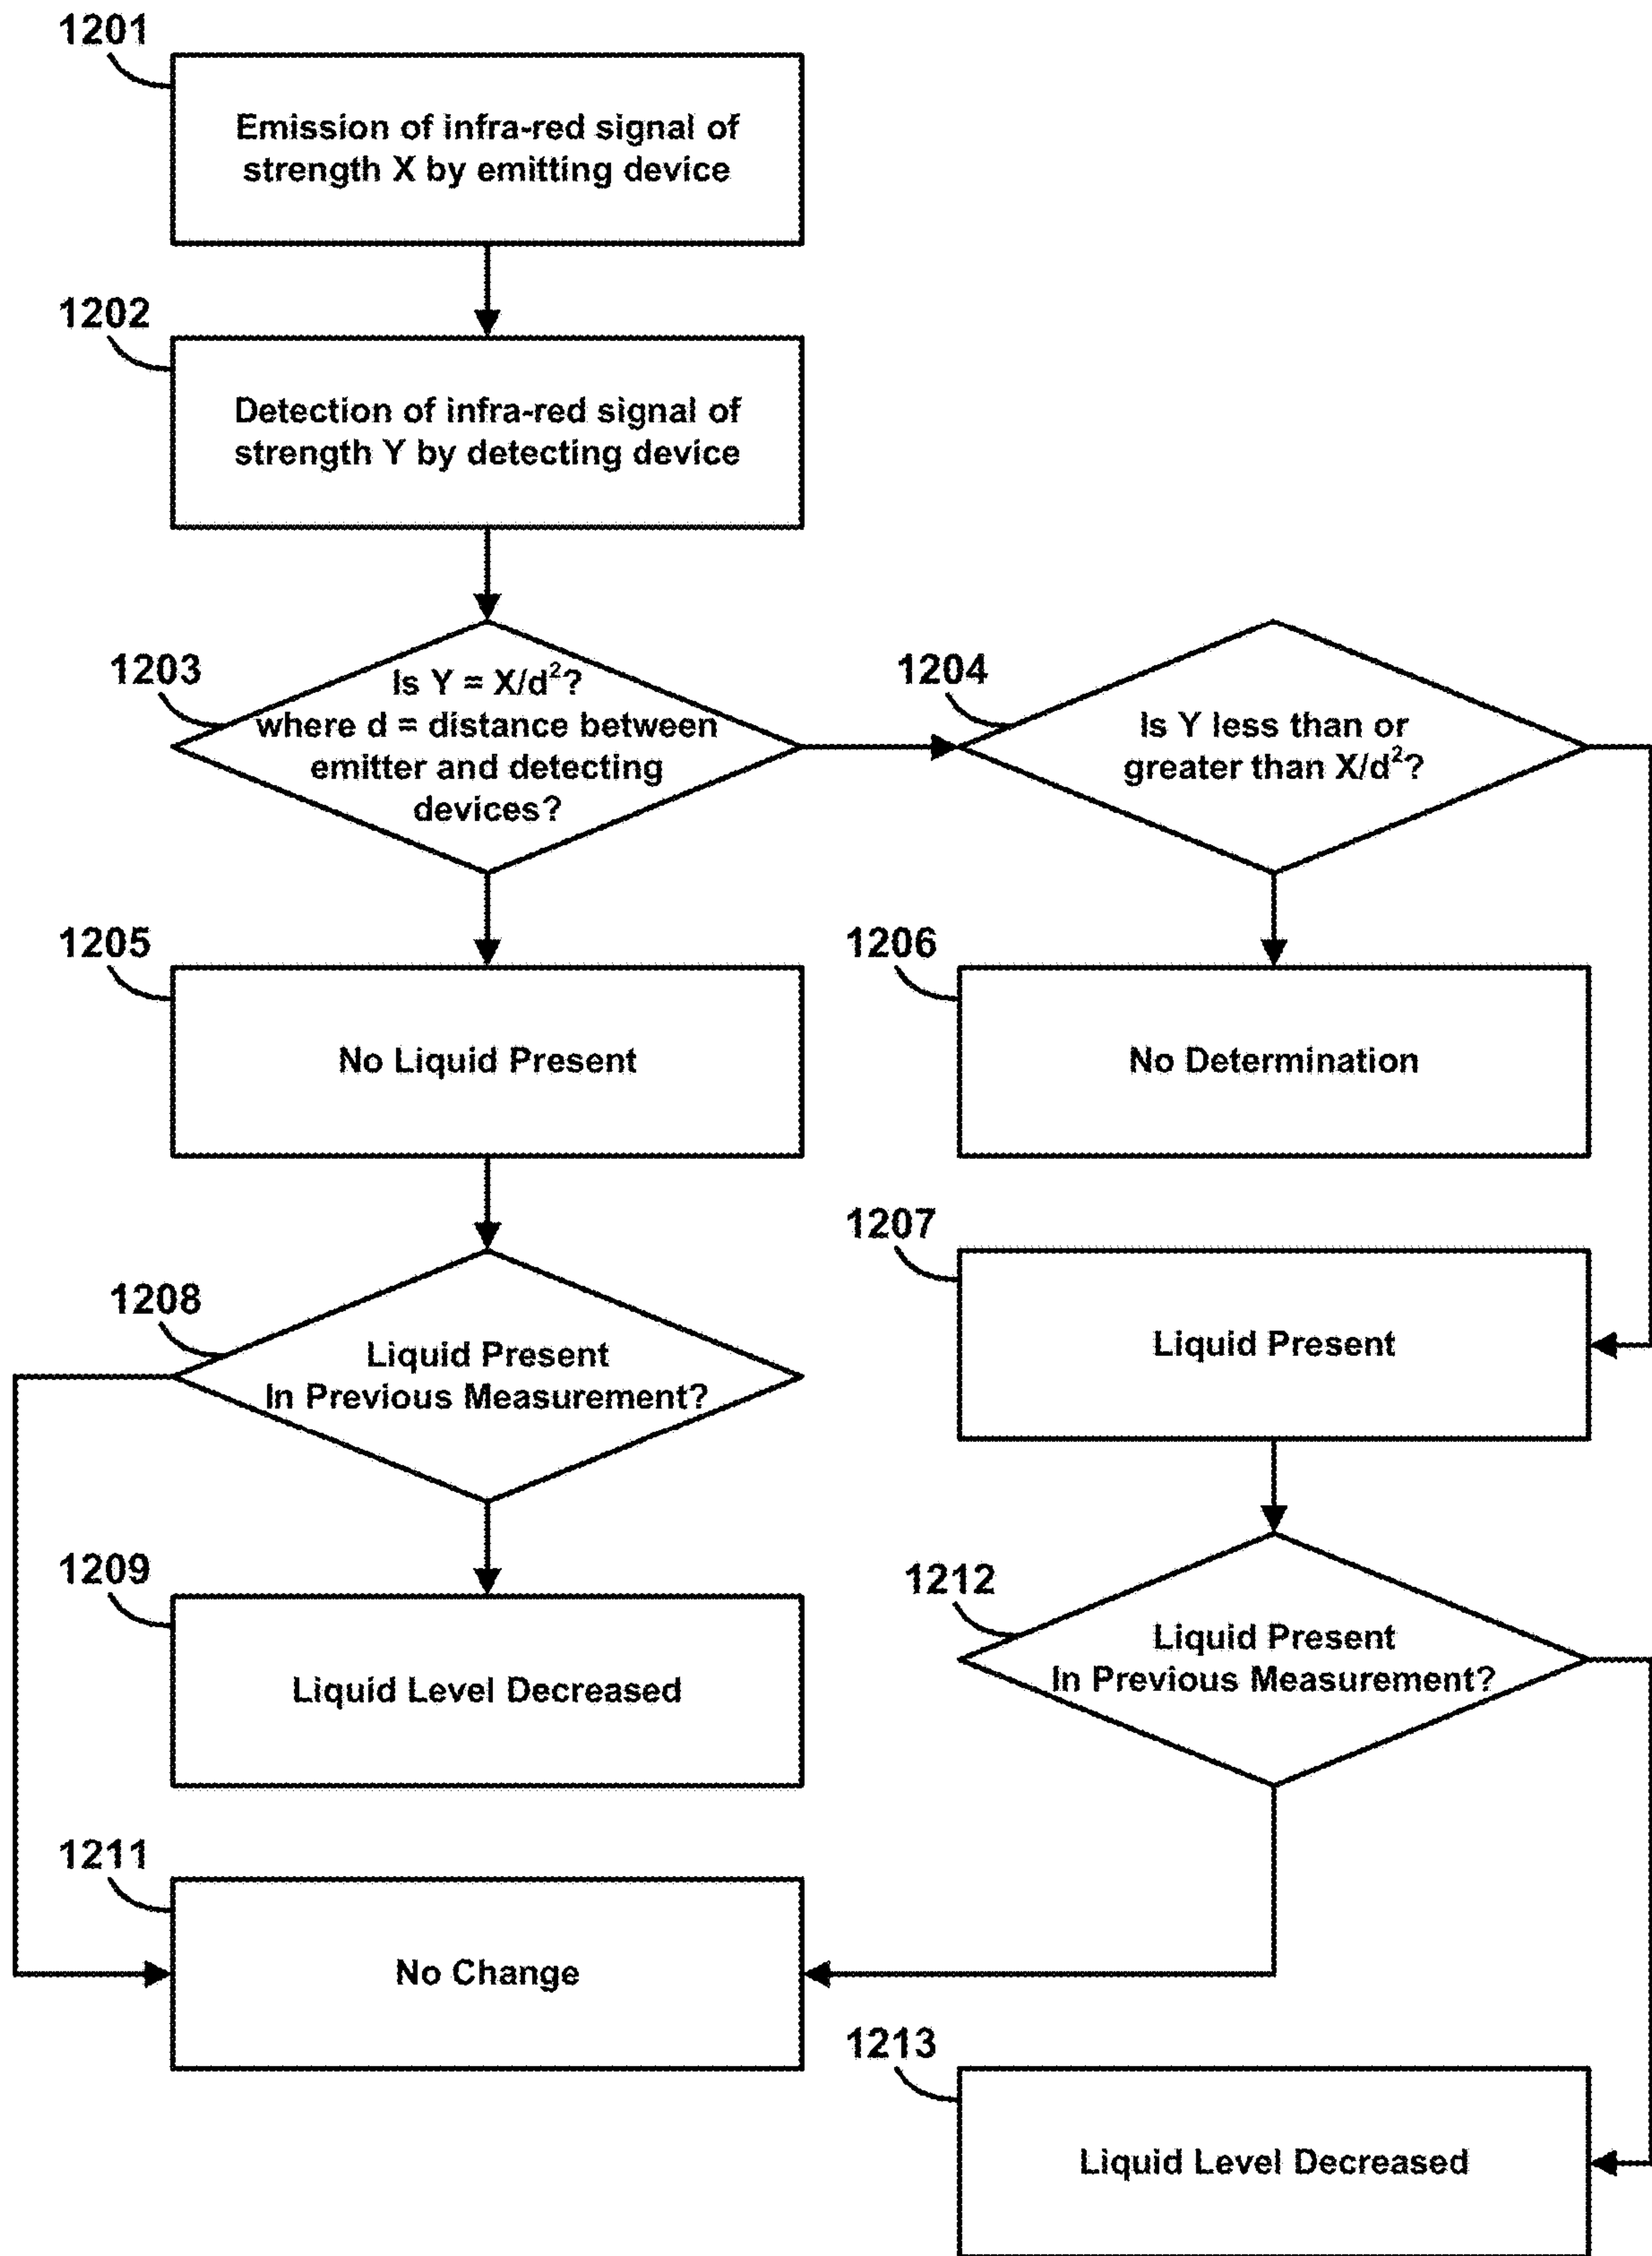 1201
Emission of infra-red signal of
strength X by emitting device
1202
Detection of infra-red signal of
strength Y by detecting device
1203
Is Y = X/d²?
where d = distance between
emitter and detecting
devices?
1204
Is Y less than or
greater than X/d²?
1205
No Liquid Present
1206
No Determination
1207
Liquid Present
1208
Liquid Present
In Previous Measurement?
1209
Liquid Level Decreased
1212
Liquid Present
In Previous Measurement?
1211
No Change
1213
Liquid Level Decreased